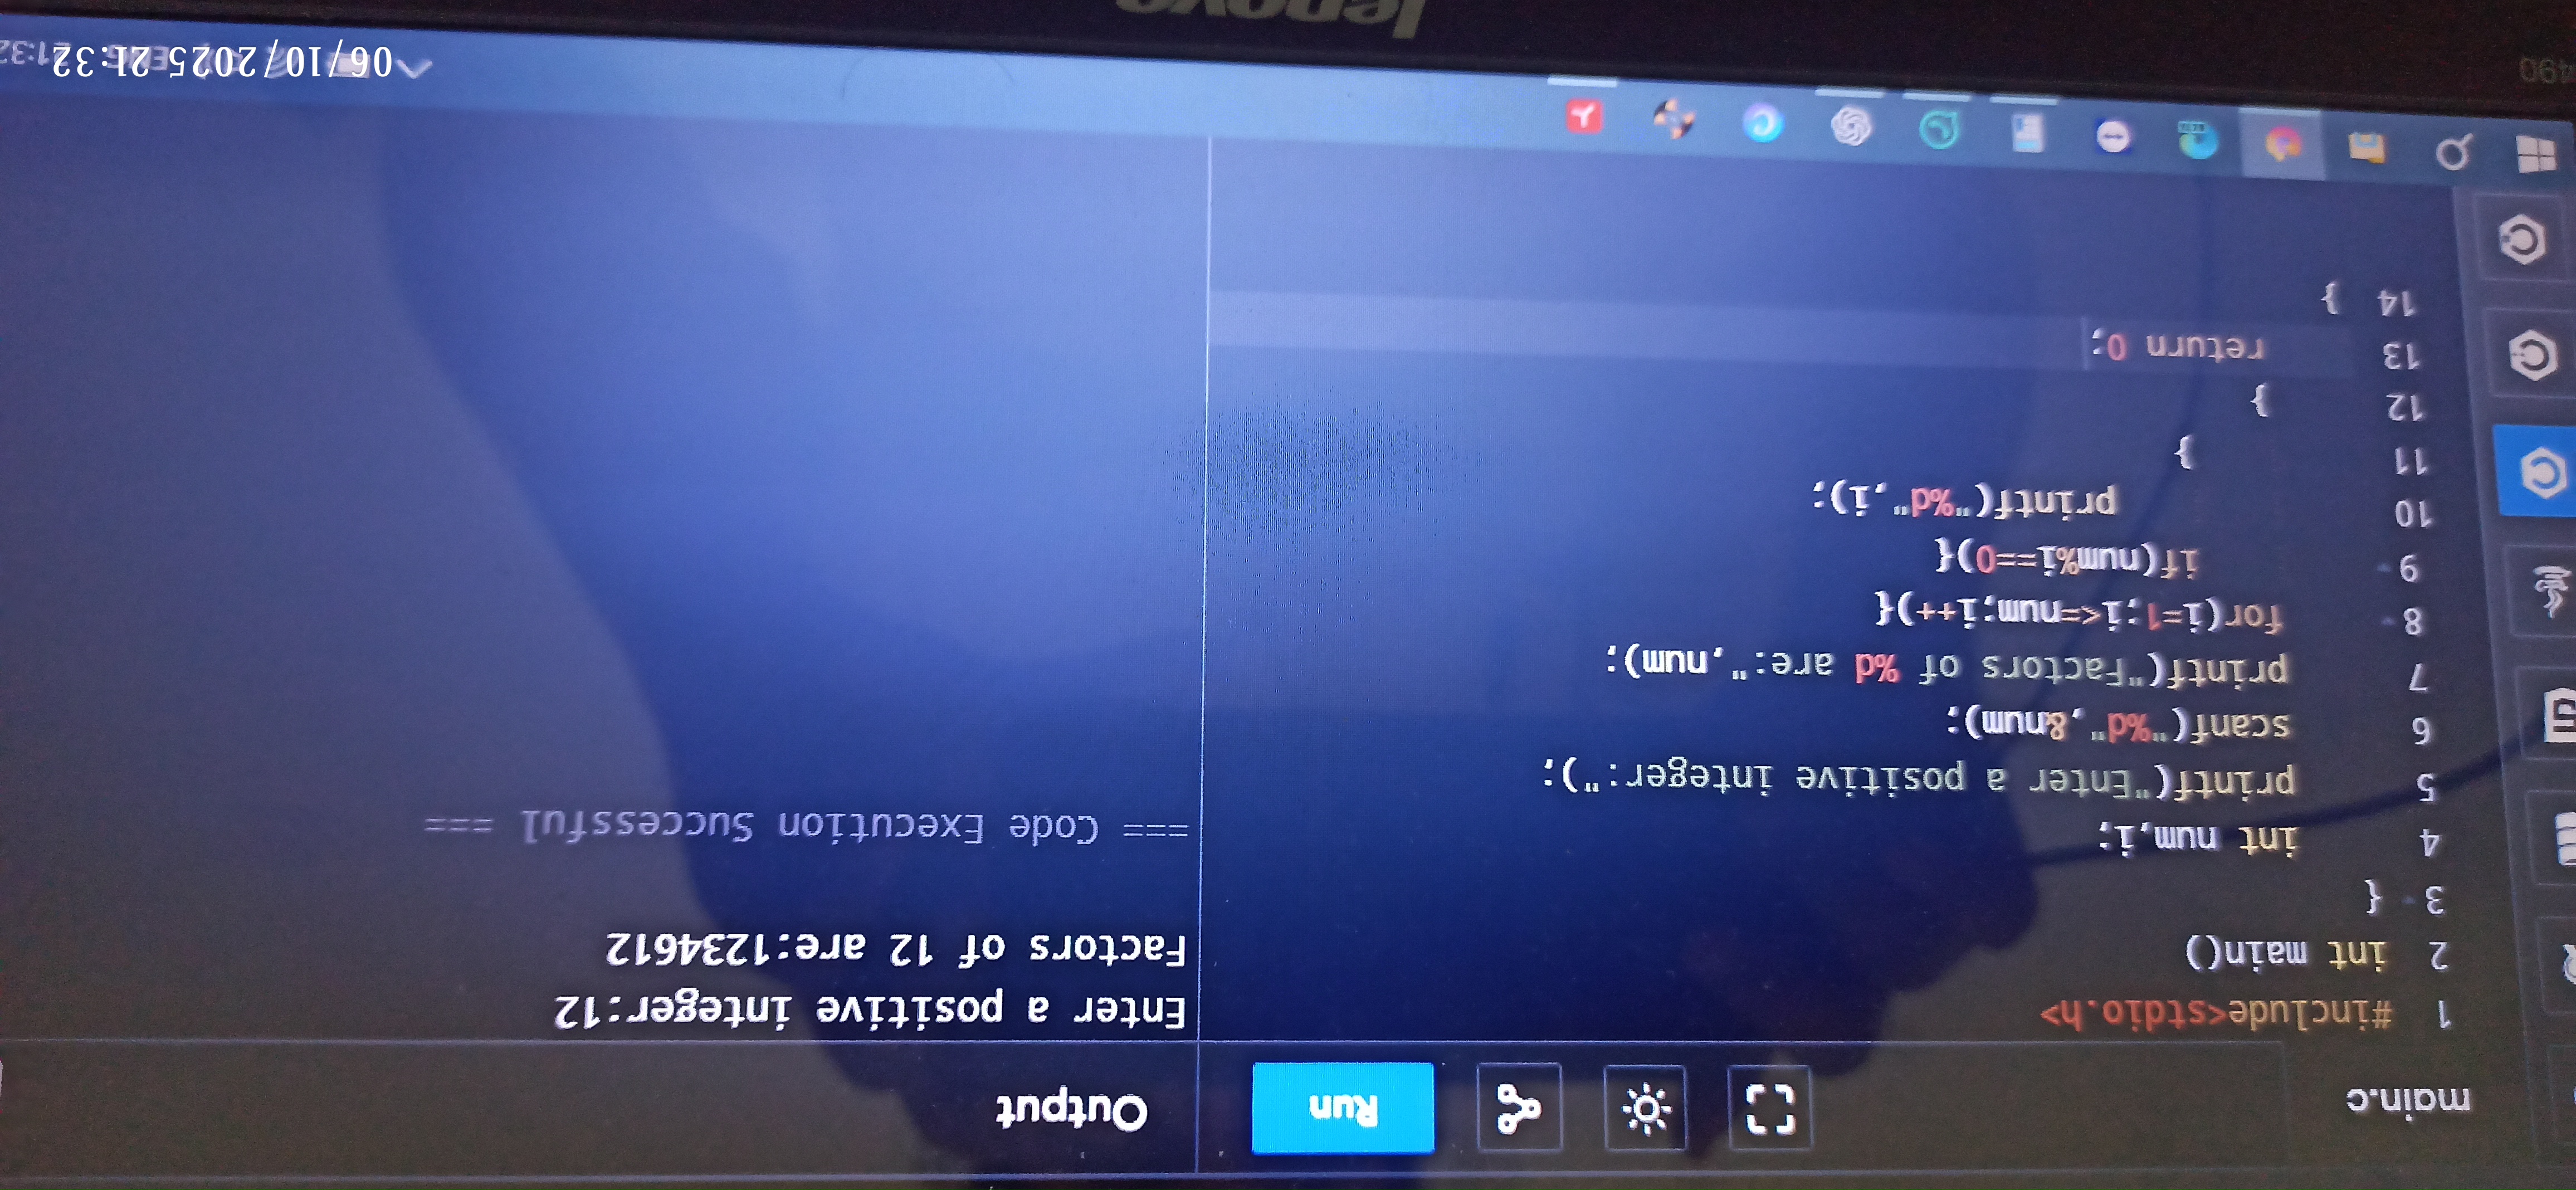 main.c
Run
Output
1 #include<stdio.h>
2 int main()
3 {
4 int num,i;
5 printf("Enter a positive integer:");
6 scanf("%d",&num);
7 printf("Factors of %d are:",num);
8 for(i=1;i<=num;i++){
9 if(num%i==0){
10 printf("%d",i);
11 }
12 }
13 return 0;
14 }
Enter a positive integer:12
Factors of 12 are:1234612
=== Code Execution Successful ===
490
lenovo
06/10/2025 21:32
ENG